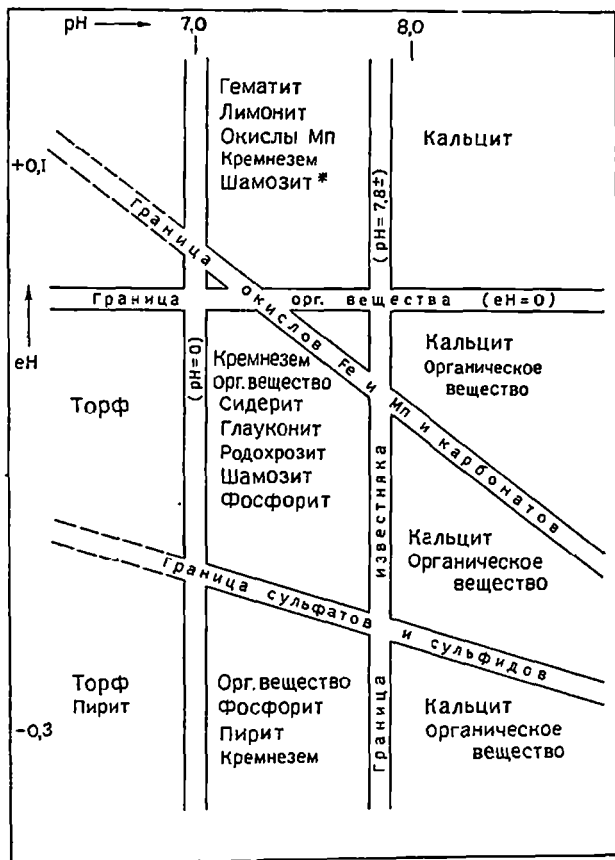 pH
7,0
8,0
+0,1
eH
-0,3
Гематит
Лимонит
Окислы Mn
Кремнезем
Шамозит*
Кальцит
(pH=7,8±)
Граница окислов Fe и Mn и карбонатов
Граница орг. вещества (eH=0)
(pH=0)
Торф
Кремнезем
орг. вещество
Сидерит
Глауконит
Родохрозит
Шамозит
Фосфорит
Кальцит
Органическое
вещество
Граница известняка
Кальцит
Органическое
вещество
Граница сульфатов и сульфидов
Торф
Пирит
Орг. вещество
Фосфорит
Пирит
Кремнезем
Кальцит
Органическое
вещество